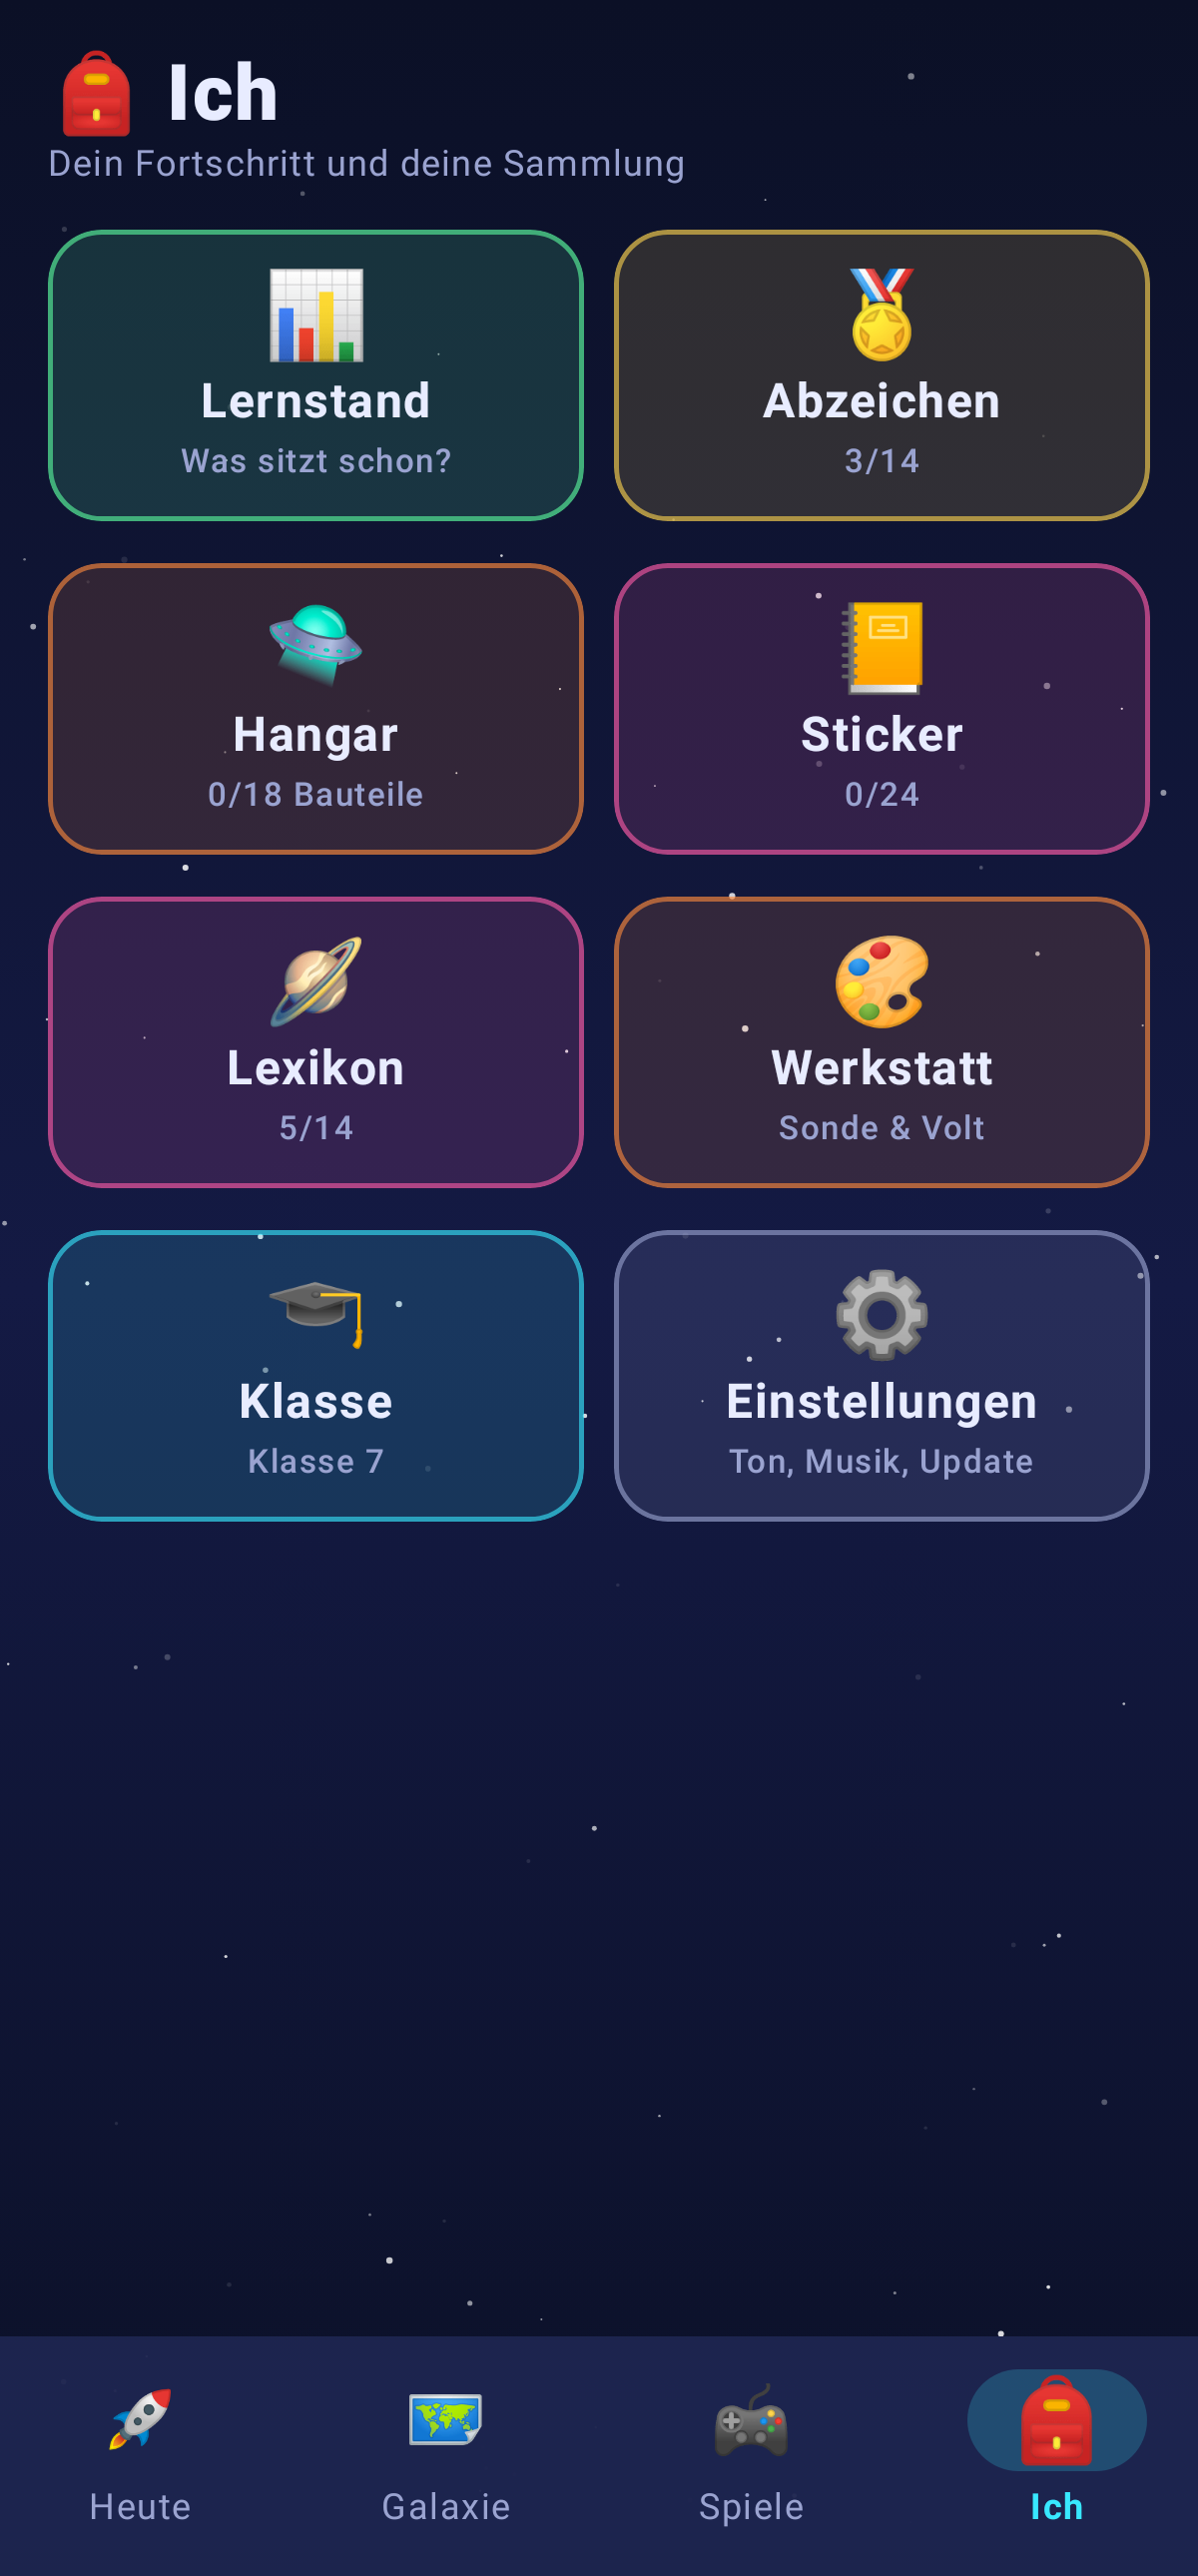 Ich
Dein Fortschritt und deine Sammlung
Lernstand
Was sitzt schon?
Abzeichen
3/14
Hangar
0/18 Bauteile
Sticker
0/24
Lexikon
5/14
Werkstatt
Sonde & Volt
Klasse
Klasse 7
Einstellungen
Ton, Musik, Update
Heute
Galaxie
Spiele
Ich